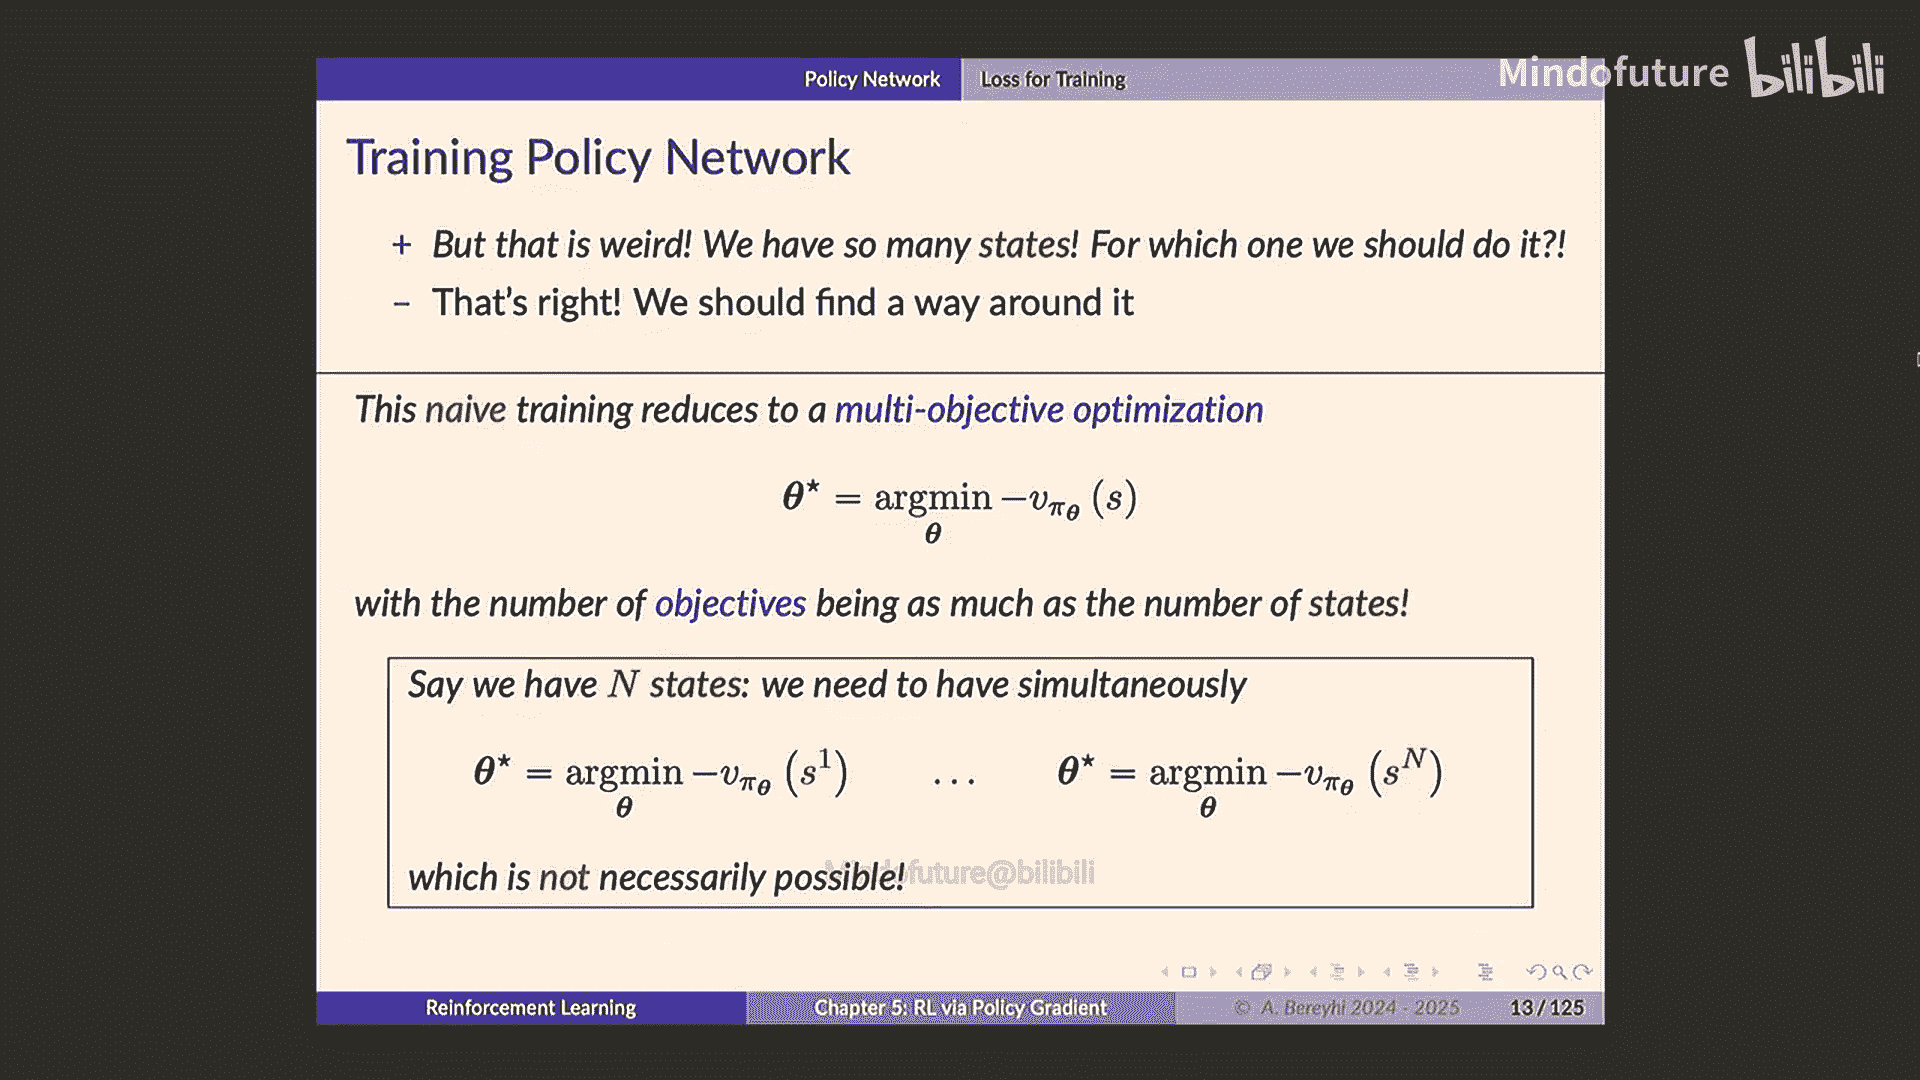 Policy Network Loss for Training
Mindofuture bilibili
Training Policy Network
+ But that is weird! We have so many states! For which one we should do it?!
– That's right! We should find a way around it
This naive training reduces to a multi-objective optimization
θ⋆ = argmin −v_{π_θ} (s)
θ
with the number of objectives being as much as the number of states!
Say we have N states: we need to have simultaneously
θ⋆ = argmin −v_{π_θ} (s^1) ... θ⋆ = argmin −v_{π_θ} (s^N)
θ θ
which is not necessarily possible!
Mindofuture@bilibili
Reinforcement Learning Chapter 5: RL via Policy Gradient © A. Bereyhi 2024 - 2025 13 / 125